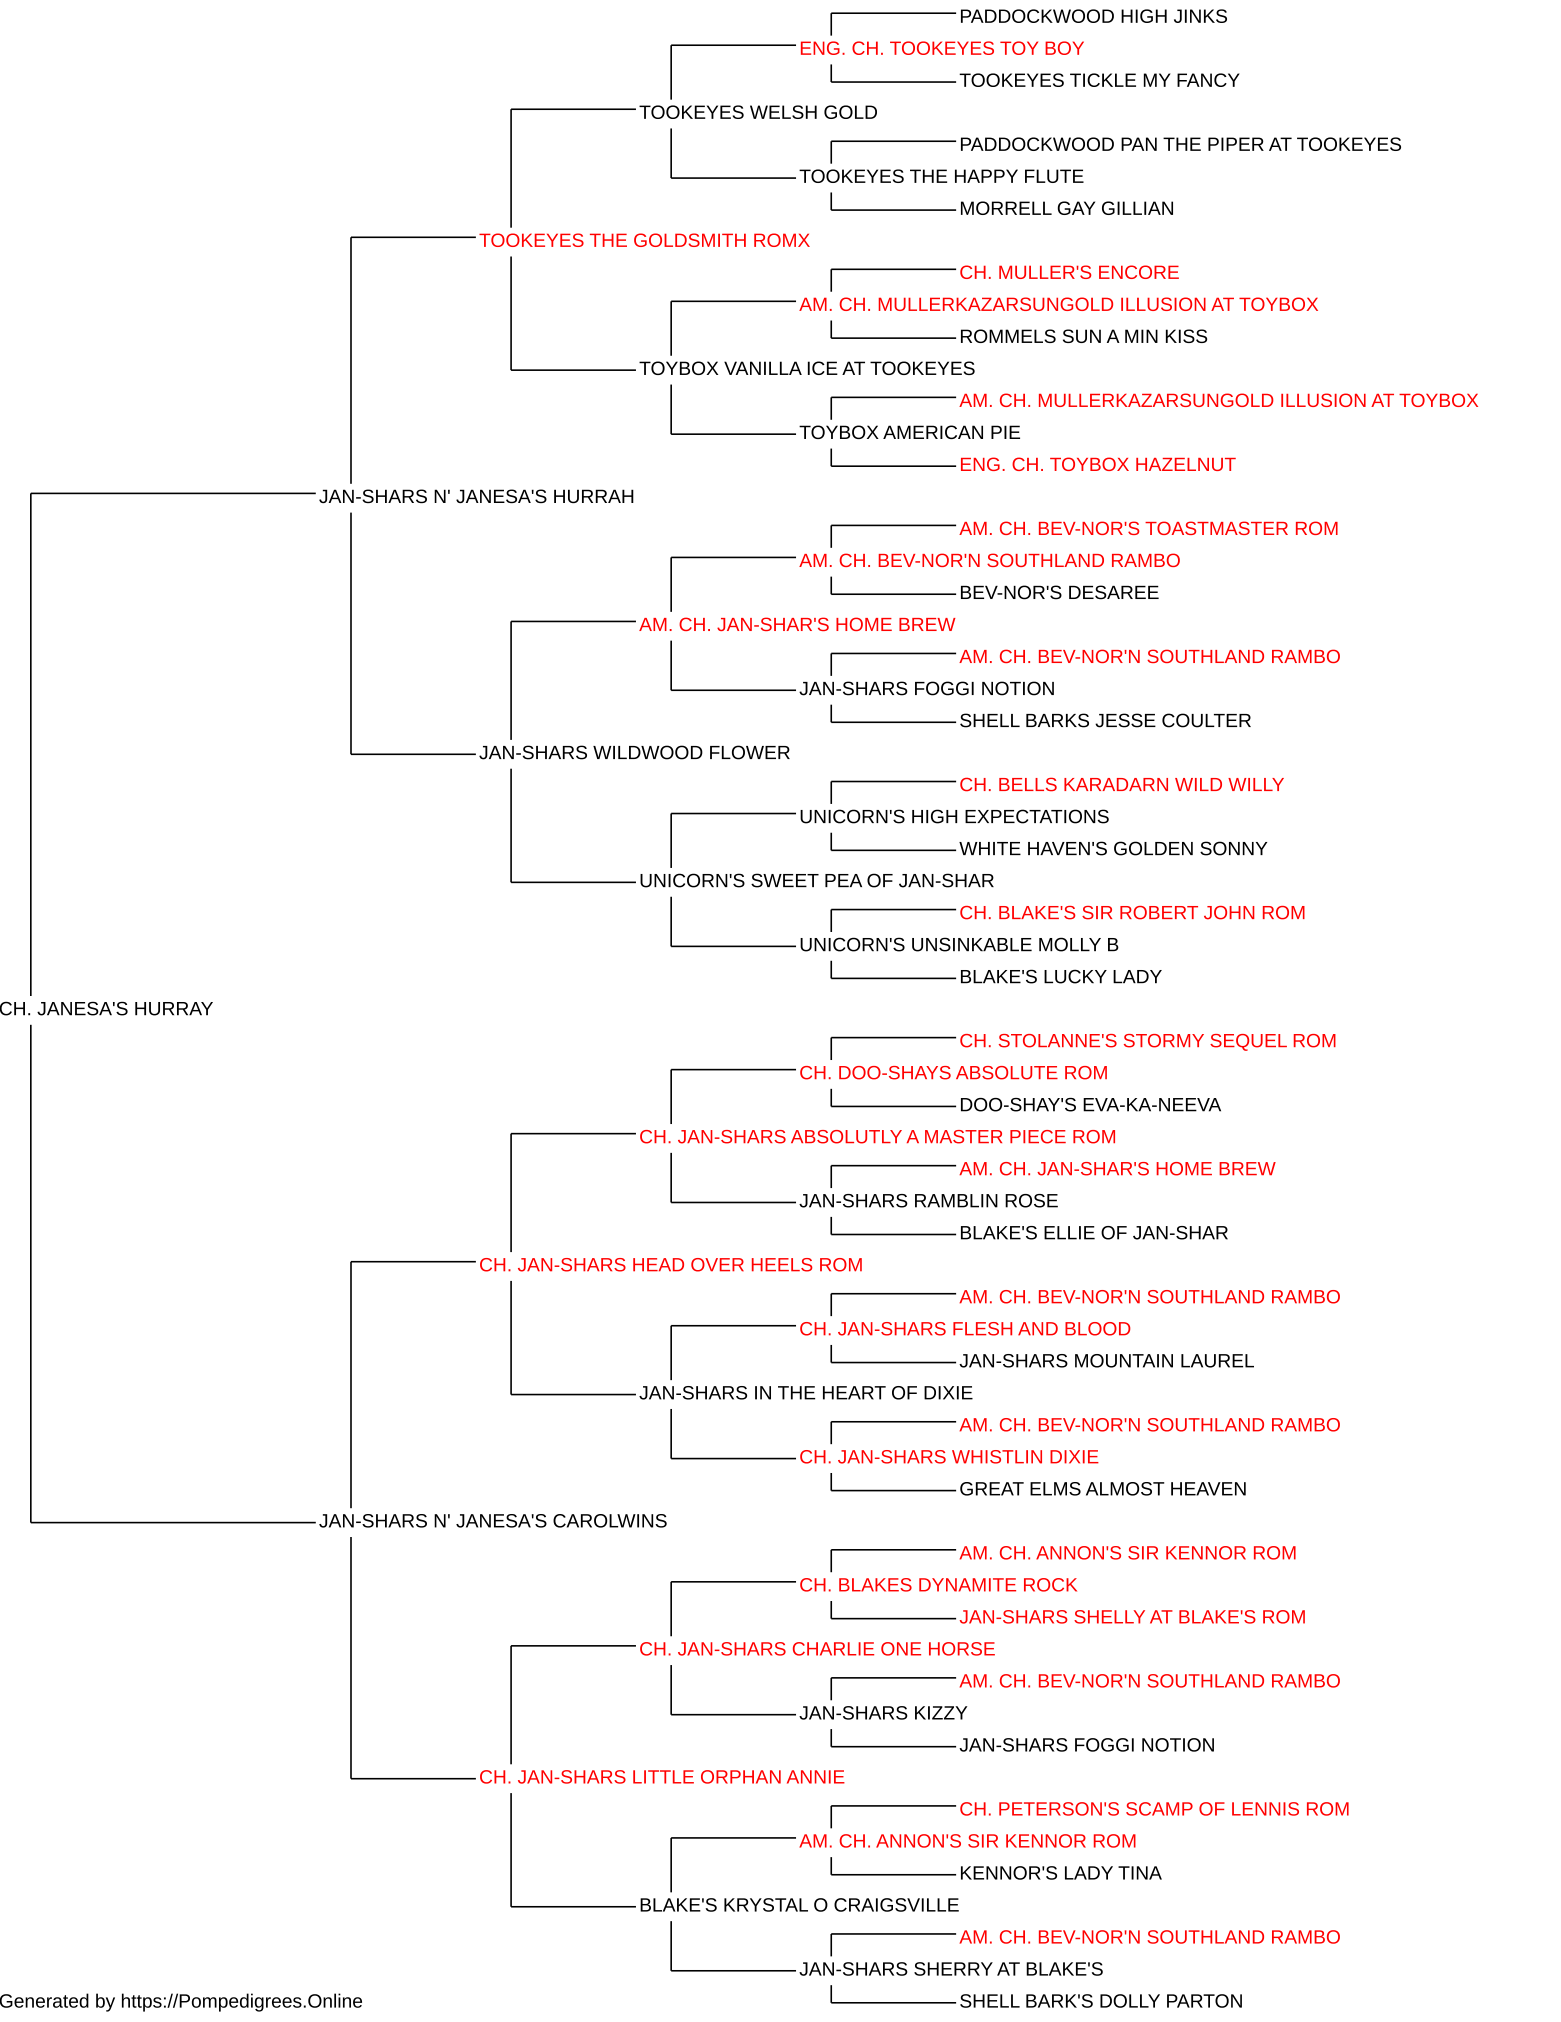 PADDOCKWOOD HIGH JINKS
ENG. CH. TOOKEYES TOY BOY
TOOKEYES TICKLE MY FANCY
TOOKEYES WELSH GOLD
PADDOCKWOOD PAN THE PIPER AT TOOKEYES
TOOKEYES THE HAPPY FLUTE
MORRELL GAY GILLIAN
TOOKEYES THE GOLDSMITH ROMX
CH. MULLER'S ENCORE
AM. CH. MULLERKAZARSUNGOLD ILLUSION AT TOYBOX
ROMMELS SUN A MIN KISS
TOYBOX VANILLA ICE AT TOOKEYES
AM. CH. MULLERKAZARSUNGOLD ILLUSION AT TOYBOX
TOYBOX AMERICAN PIE
ENG. CH. TOYBOX HAZELNUT
JAN-SHARS N' JANESA'S HURRAH
AM. CH. BEV-NOR'S TOASTMASTER ROM
AM. CH. BEV-NOR'N SOUTHLAND RAMBO
BEV-NOR'S DESAREE
AM. CH. JAN-SHAR'S HOME BREW
AM. CH. BEV-NOR'N SOUTHLAND RAMBO
JAN-SHARS FOGGI NOTION
SHELL BARKS JESSE COULTER
JAN-SHARS WILDWOOD FLOWER
CH. BELLS KARADARN WILD WILLY
UNICORN'S HIGH EXPECTATIONS
WHITE HAVEN'S GOLDEN SONNY
UNICORN'S SWEET PEA OF JAN-SHAR
CH. BLAKE'S SIR ROBERT JOHN ROM
UNICORN'S UNSINKABLE MOLLY B
BLAKE'S LUCKY LADY
CH. JANESA'S HURRAY
CH. STOLANNE'S STORMY SEQUEL ROM
CH. DOO-SHAYS ABSOLUTE ROM
DOO-SHAY'S EVA-KA-NEEVA
CH. JAN-SHARS ABSOLUTLY A MASTER PIECE ROM
AM. CH. JAN-SHAR'S HOME BREW
JAN-SHARS RAMBLIN ROSE
BLAKE'S ELLIE OF JAN-SHAR
CH. JAN-SHARS HEAD OVER HEELS ROM
AM. CH. BEV-NOR'N SOUTHLAND RAMBO
CH. JAN-SHARS FLESH AND BLOOD
JAN-SHARS MOUNTAIN LAUREL
JAN-SHARS IN THE HEART OF DIXIE
AM. CH. BEV-NOR'N SOUTHLAND RAMBO
CH. JAN-SHARS WHISTLIN DIXIE
GREAT ELMS ALMOST HEAVEN
JAN-SHARS N' JANESA'S CAROLWINS
AM. CH. ANNON'S SIR KENNOR ROM
CH. BLAKES DYNAMITE ROCK
JAN-SHARS SHELLY AT BLAKE'S ROM
CH. JAN-SHARS CHARLIE ONE HORSE
AM. CH. BEV-NOR'N SOUTHLAND RAMBO
JAN-SHARS KIZZY
JAN-SHARS FOGGI NOTION
CH. JAN-SHARS LITTLE ORPHAN ANNIE
CH. PETERSON'S SCAMP OF LENNIS ROM
AM. CH. ANNON'S SIR KENNOR ROM
KENNOR'S LADY TINA
BLAKE'S KRYSTAL O CRAIGSVILLE
AM. CH. BEV-NOR'N SOUTHLAND RAMBO
JAN-SHARS SHERRY AT BLAKE'S
SHELL BARK'S DOLLY PARTON
Generated by https://Pompedigrees.Online